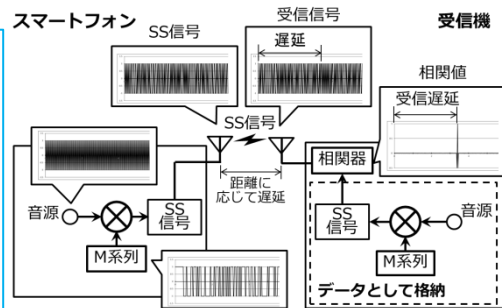 スマートフォン
SS信号
受信信号
遅延
受信機
相関値
受信遅延
SS信号
相関器
距離に
応じて遅延
音源
SS
信号
M系列
SS
信号
音源
M系列
データとして格納